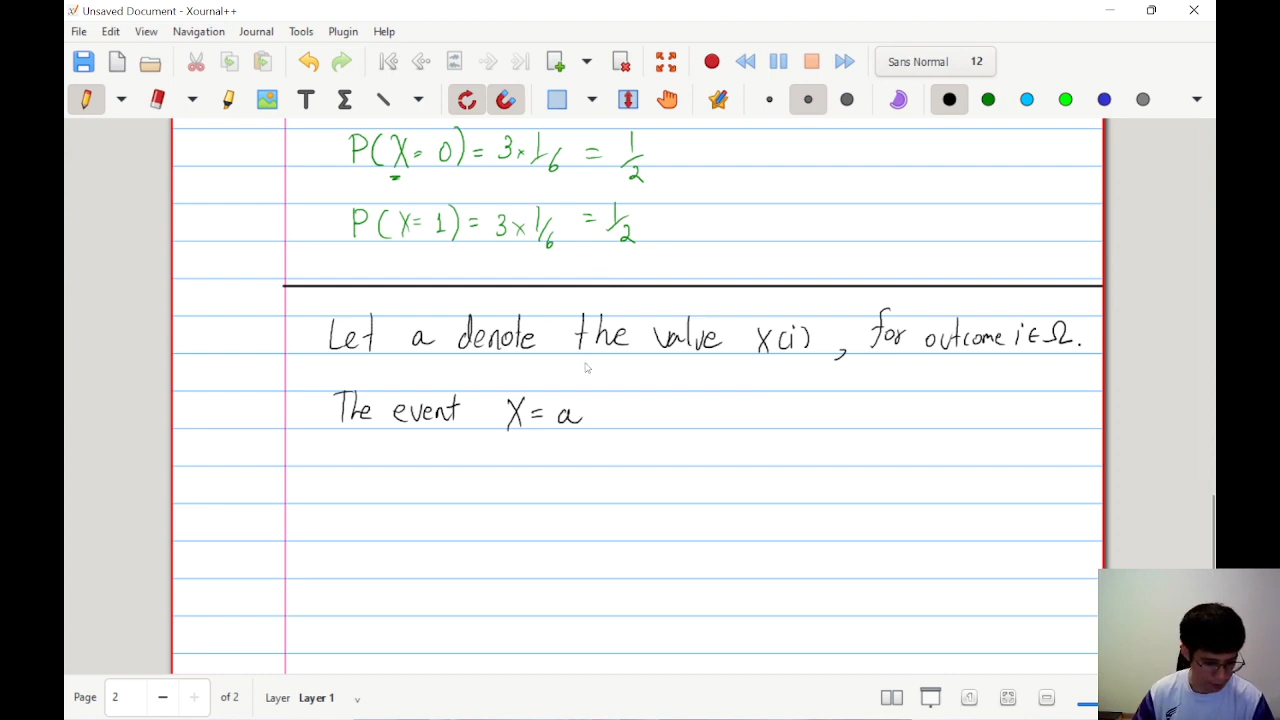 Unsaved Document - Xournal++
File Edit View Navigation Journal Tools Plugin Help
Sans Normal 12
P(X=0) = 3×1/6 = 1/2
P(X=1) = 3×1/6 = 1/2
Let a denote the value X(i), for outcome i∈Ω.
The event X=a
Page 2 of 2 Layer Layer 1